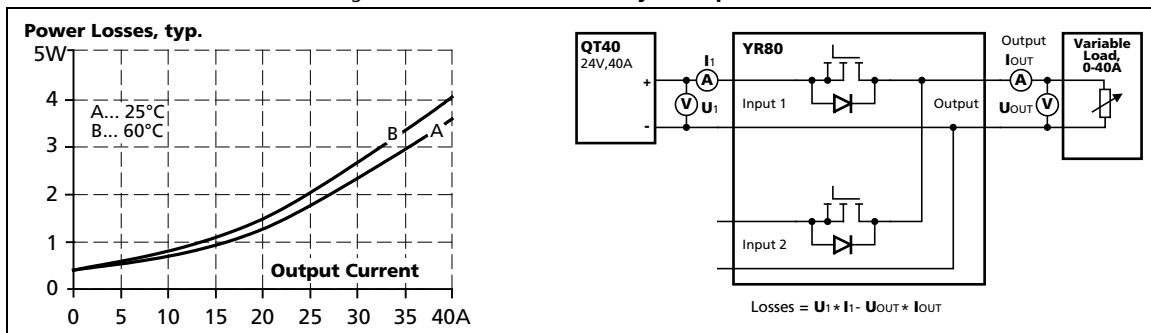 Power Losses, typ.
5W
4
3
2
1
0
A... 25°C
B... 60°C
B
A
Output Current
0 5 10 15 20 25 30 35 40A
QT40
24V,40A
+
-
I1
A
V
U1
YR80
Input 1
Output
Input 2
Output
IOUT
A
UOUT
V
Variable
Load,
0-40A
Losses = U1 * I1 - UOUT * IOUT